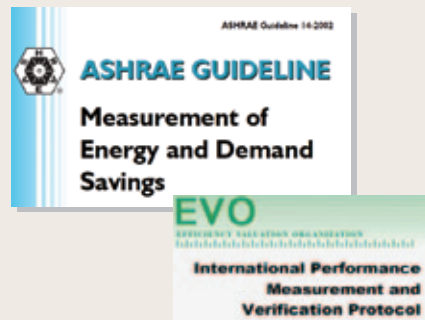 ASHRAE Guideline 14-2002
ASHRAE GUIDELINE
Measurement of
Energy and Demand
Savings
EVO
EFFICIENCY VALUATION ORGANIZATION
International Performance
Measurement and
Verification Protocol